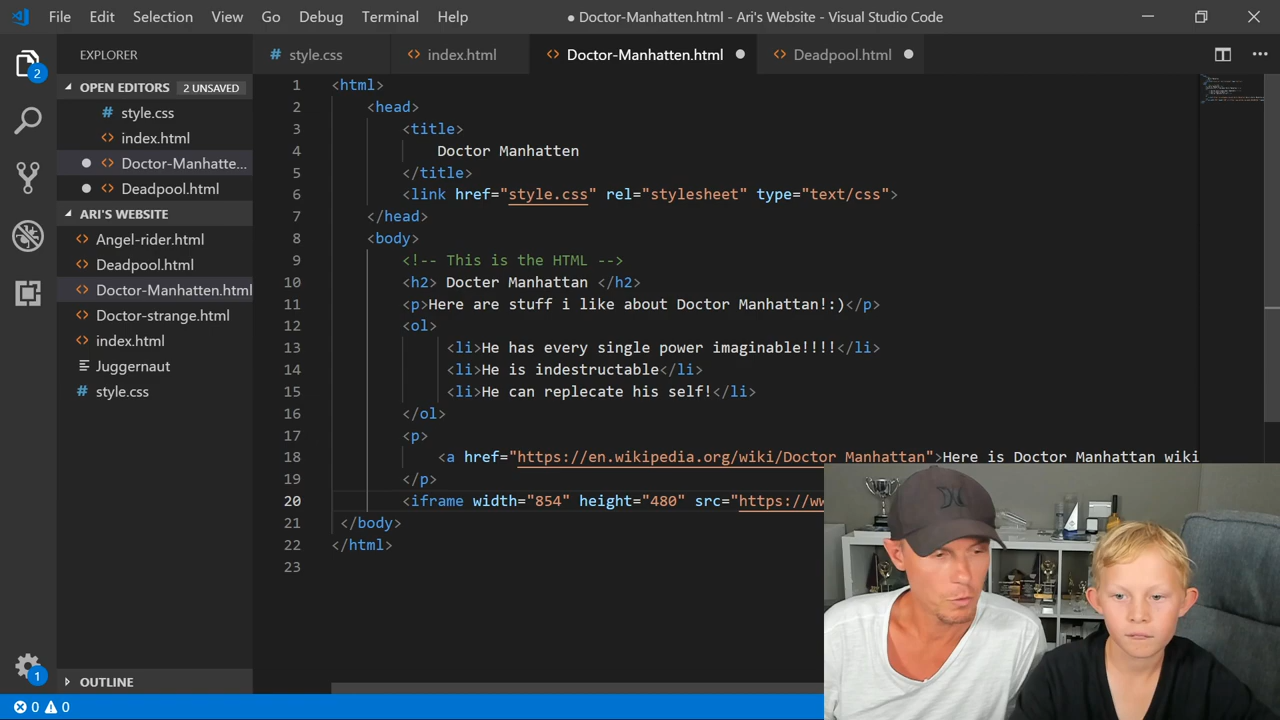 File Edit Selection View Go Debug Terminal Help ● Doctor-Manhatten.html - Ari's Website - Visual Studio Code
EXPLORER
style.css index.html Doctor-Manhatten.html Deadpool.html
2
OPEN EDITORS 2 UNSAVED
style.css
index.html
Doctor-Manhatte...
Deadpool.html
ARI'S WEBSITE
Angel-rider.html
Deadpool.html
Doctor-Manhatten.html
Doctor-strange.html
index.html
Juggernaut
style.css
OUTLINE
1
0 0
1 <html>
2 <head>
3 <title>
4 Doctor Manhatten
5 </title>
6 <link href="style.css" rel="stylesheet" type="text/css">
7 </head>
8 <body>
9 <!-- This is the HTML -->
10 <h2> Docter Manhattan </h2>
11 <p>Here are stuff i like about Doctor Manhattan!:)</p>
12 <ol>
13 <li>He has every single power imaginable!!!!</li>
14 <li>He is indestructable</li>
15 <li>He can replecate his self!</li>
16 </ol>
17 <p>
18 <a href="https://en.wikipedia.org/wiki/Doctor_Manhattan">Here is Doctor Manhattan wiki
19 </p>
20 <iframe width="854" height="480" src="https://ww
21 </body>
22 </html>
23